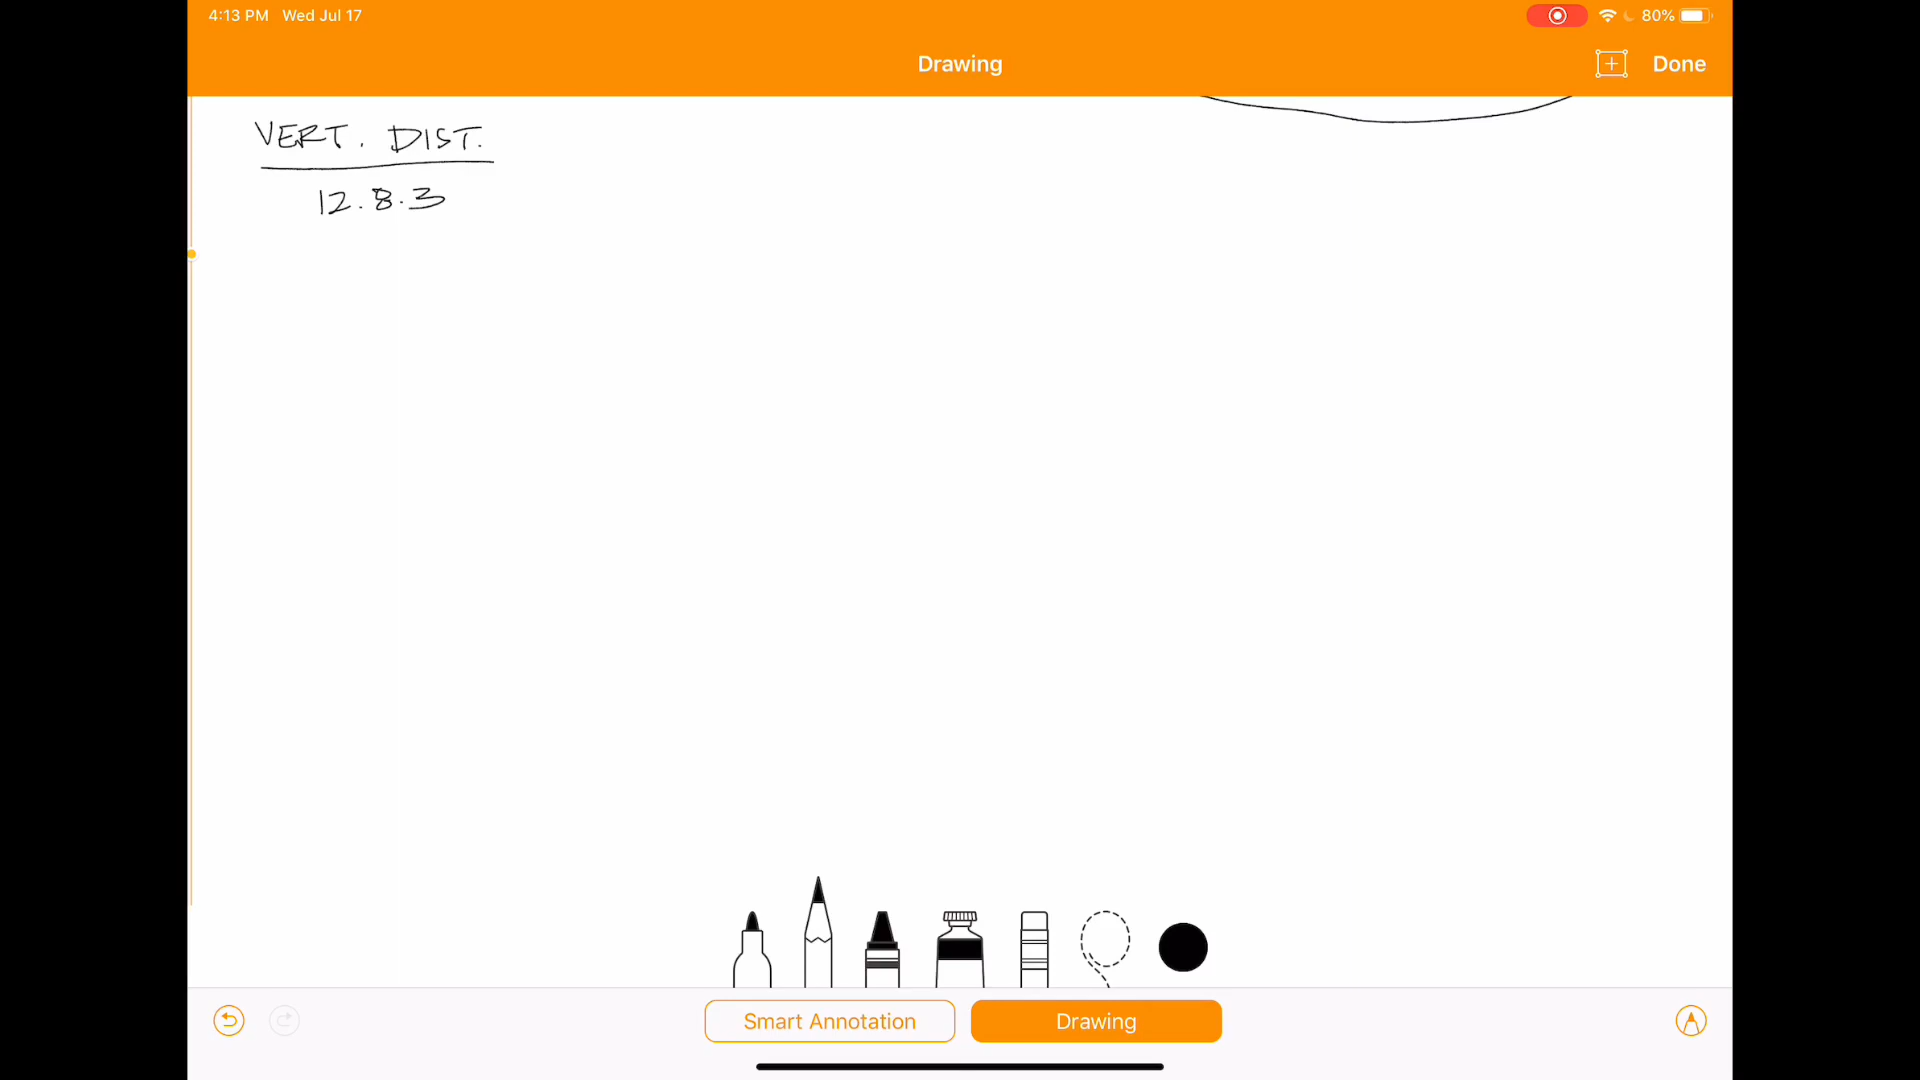 4:13 PM Wed Jul 17 80%
Drawing Done
VERT. DIST.
12.8.3
Smart Annotation Drawing